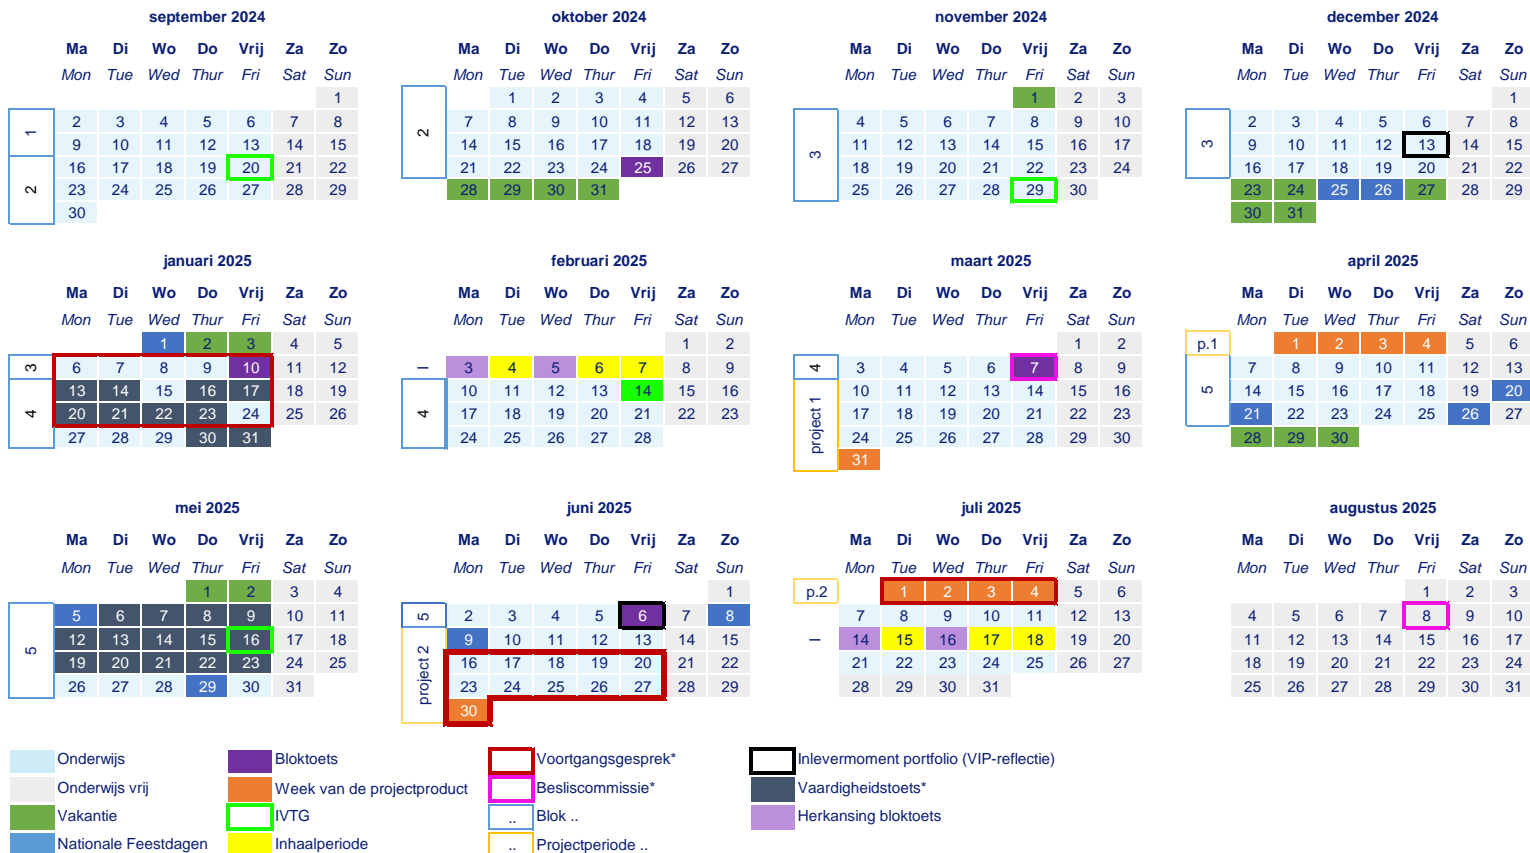 september 2024
Ma Di Wo Do Vrij Za Zo
Mon Tue Wed Thur Fri Sat Sun
1
1
2 3 4 5 6 7 8
9 10 11 12 13 14 15
2
16 17 18 19 20 21 22
23 24 25 26 27 28 29
30
oktober 2024
Ma Di Wo Do Vrij Za Zo
Mon Tue Wed Thur Fri Sat Sun
2
1 2 3 4 5 6
7 8 9 10 11 12 13
14 15 16 17 18 19 20
21 22 23 24 25 26 27
28 29 30 31
november 2024
Ma Di Wo Do Vrij Za Zo
Mon Tue Wed Thur Fri Sat Sun
1 2 3
3
4 5 6 7 8 9 10
11 12 13 14 15 16 17
18 19 20 21 22 23 24
25 26 27 28 29 30
december 2024
Ma Di Wo Do Vrij Za Zo
Mon Tue Wed Thur Fri Sat Sun
1
3
2 3 4 5 6 7 8
9 10 11 12 13 14 15
16 17 18 19 20 21 22
23 24 25 26 27 28 29
30 31
januari 2025
Ma Di Wo Do Vrij Za Zo
Mon Tue Wed Thur Fri Sat Sun
1 2 3 4 5
3
6 7 8 9 10 11 12
4
13 14 15 16 17 18 19
20 21 22 23 24 25 26
27 28 29 30 31
februari 2025
Ma Di Wo Do Vrij Za Zo
Mon Tue Wed Thur Fri Sat Sun
1 2
I
3 4 5 6 7 8 9
4
10 11 12 13 14 15 16
17 18 19 20 21 22 23
24 25 26 27 28
maart 2025
Ma Di Wo Do Vrij Za Zo
Mon Tue Wed Thur Fri Sat Sun
1 2
4
3 4 5 6 7 8 9
project 1
10 11 12 13 14 15 16
17 18 19 20 21 22 23
24 25 26 27 28 29 30
31
april 2025
Ma Di Wo Do Vrij Za Zo
Mon Tue Wed Thur Fri Sat Sun
p.1
1 2 3 4 5 6
5
7 8 9 10 11 12 13
14 15 16 17 18 19 20
21 22 23 24 25 26 27
28 29 30
mei 2025
Ma Di Wo Do Vrij Za Zo
Mon Tue Wed Thur Fri Sat Sun
1 2 3 4
5
5 6 7 8 9 10 11
12 13 14 15 16 17 18
19 20 21 22 23 24 25
26 27 28 29 30 31
juni 2025
Ma Di Wo Do Vrij Za Zo
Mon Tue Wed Thur Fri Sat Sun
1
5
2 3 4 5 6 7 8
project 2
9 10 11 12 13 14 15
16 17 18 19 20 21 22
23 24 25 26 27 28 29
30
juli 2025
Ma Di Wo Do Vrij Za Zo
Mon Tue Wed Thur Fri Sat Sun
p.2
1 2 3 4 5 6
7 8 9 10 11 12 13
I
14 15 16 17 18 19 20
21 22 23 24 25 26 27
28 29 30 31
augustus 2025
Ma Di Wo Do Vrij Za Zo
Mon Tue Wed Thur Fri Sat Sun
1 2 3
4 5 6 7 8 9 10
11 12 13 14 15 16 17
18 19 20 21 22 23 24
25 26 27 28 29 30 31
Onderwijs
Onderwijs vrij
Vakantie
Nationale Feestdagen
Bloktoets
Week van de projectproduct
IVTG
Inhaalperiode
Voortgangsgesprek*
Besliscommissie*
.. Blok ..
.. Projectperiode ..
Inlevermoment portfolio (VIP-reflectie)
Vaardigheidstoets*
Herkansing bloktoets